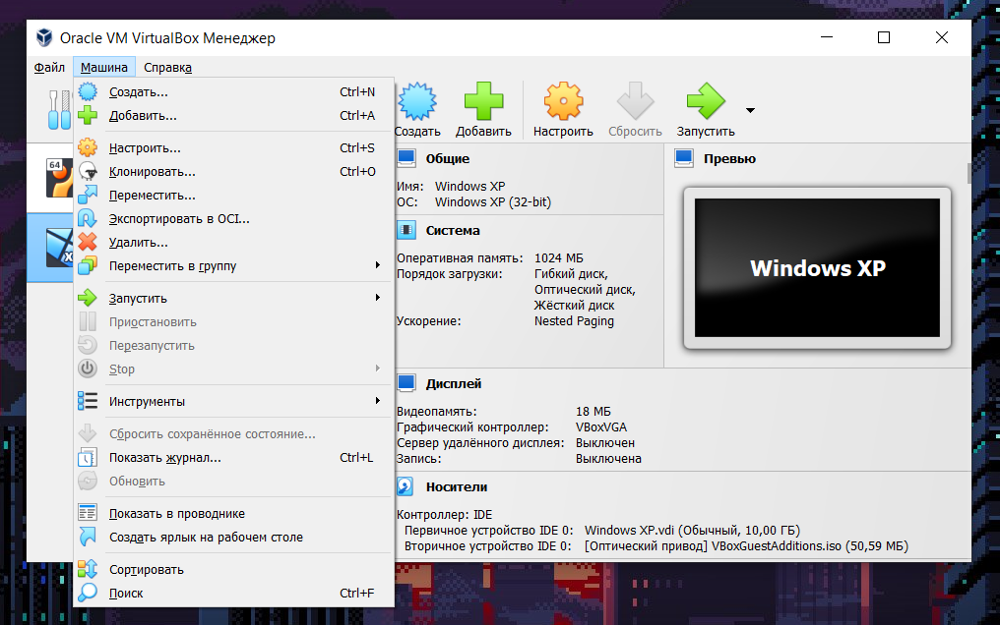 Oracle VM VirtualBox Менеджер
Файл Машина Справка
Создать... Ctrl+N
Добавить... Ctrl+A
Настроить... Ctrl+S
Клонировать... Ctrl+O
Переместить...
Экспортировать в OCI...
Удалить...
Переместить в группу
Запустить
Приостановить
Перезапустить
Stop
Инструменты
Сбросить сохранённое состояние...
Показать журнал... Ctrl+L
Обновить
Показать в проводнике
Создать ярлык на рабочем столе
Сортировать
Поиск Ctrl+F
64
Создать Добавить Настроить Сбросить Запустить
Общие
Имя: Windows XP
ОС: Windows XP (32-bit)
Система
Оперативная память: 1024 МБ
Порядок загрузки: Гибкий диск,
Оптический диск,
Жёсткий диск
Ускорение: Nested Paging
Превью
Windows XP
Дисплей
Видеопамять: 18 МБ
Графический контроллер: VBoxVGA
Сервер удалённого дисплея: Выключен
Запись: Выключена
Носители
Контроллер: IDE
Первичное устройство IDE 0: Windows XP.vdi (Обычный, 10,00 ГБ)
Вторичное устройство IDE 0: [Оптический привод] VBoxGuestAdditions.iso (50,59 МБ)